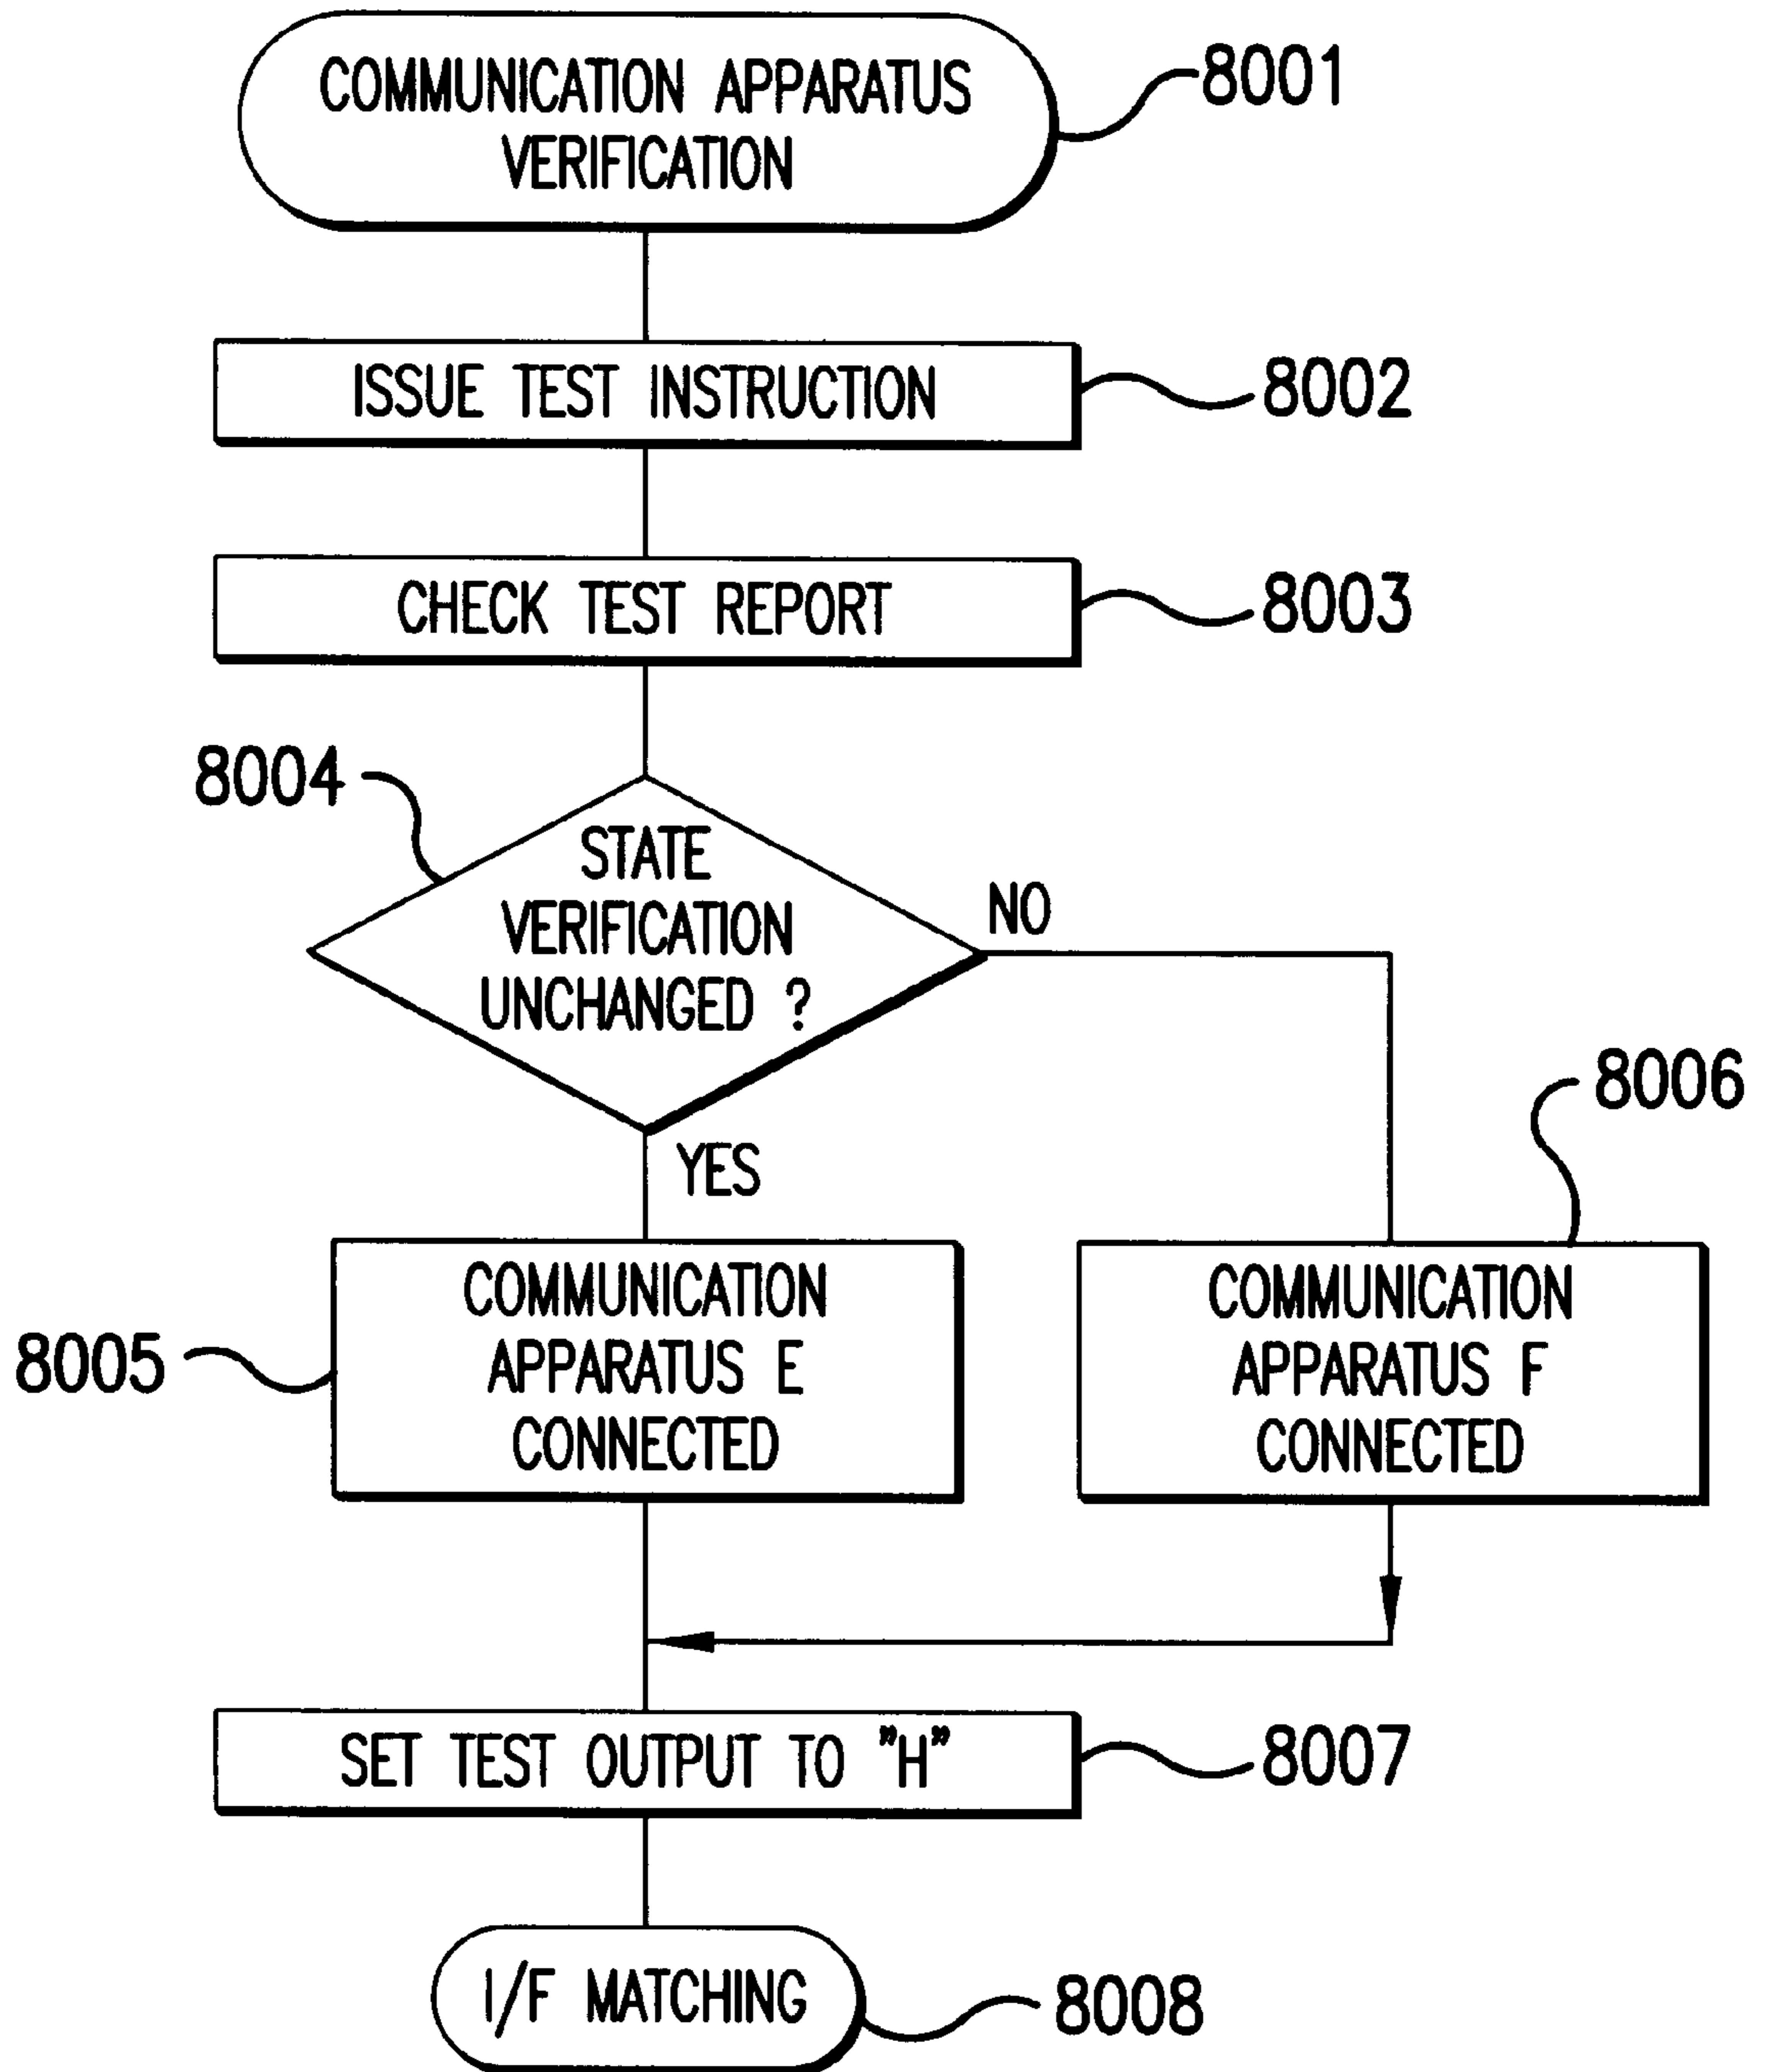 COMMUNICATION APPARATUS
VERIFICATION
8001
ISSUE TEST INSTRUCTION
8002
CHECK TEST REPORT
8003
8004
STATE
VERIFICATION
UNCHANGED ?
NO
YES
8006
COMMUNICATION
APPARATUS E
CONNECTED
8005
COMMUNICATION
APPARATUS F
CONNECTED
SET TEST OUTPUT TO "H"
8007
I/F MATCHING
8008